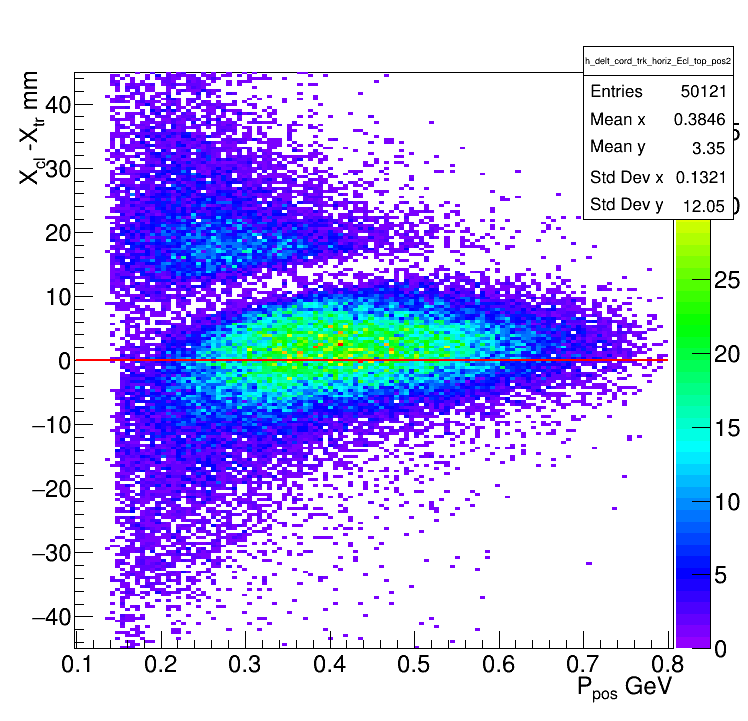 h_delt_cord_trk_horiz_Ecl_top_pos2
Entries 50121
Mean x 0.3846
Mean y 3.35
Std Dev x 0.1321
Std Dev y 12.05
X_cl -X_tr mm
40
30
20
10
0
−10
−20
−30
−40
0.1 0.2 0.3 0.4 0.5 0.6 0.7 0.8
P_pos GeV
25
20
15
10
5
0